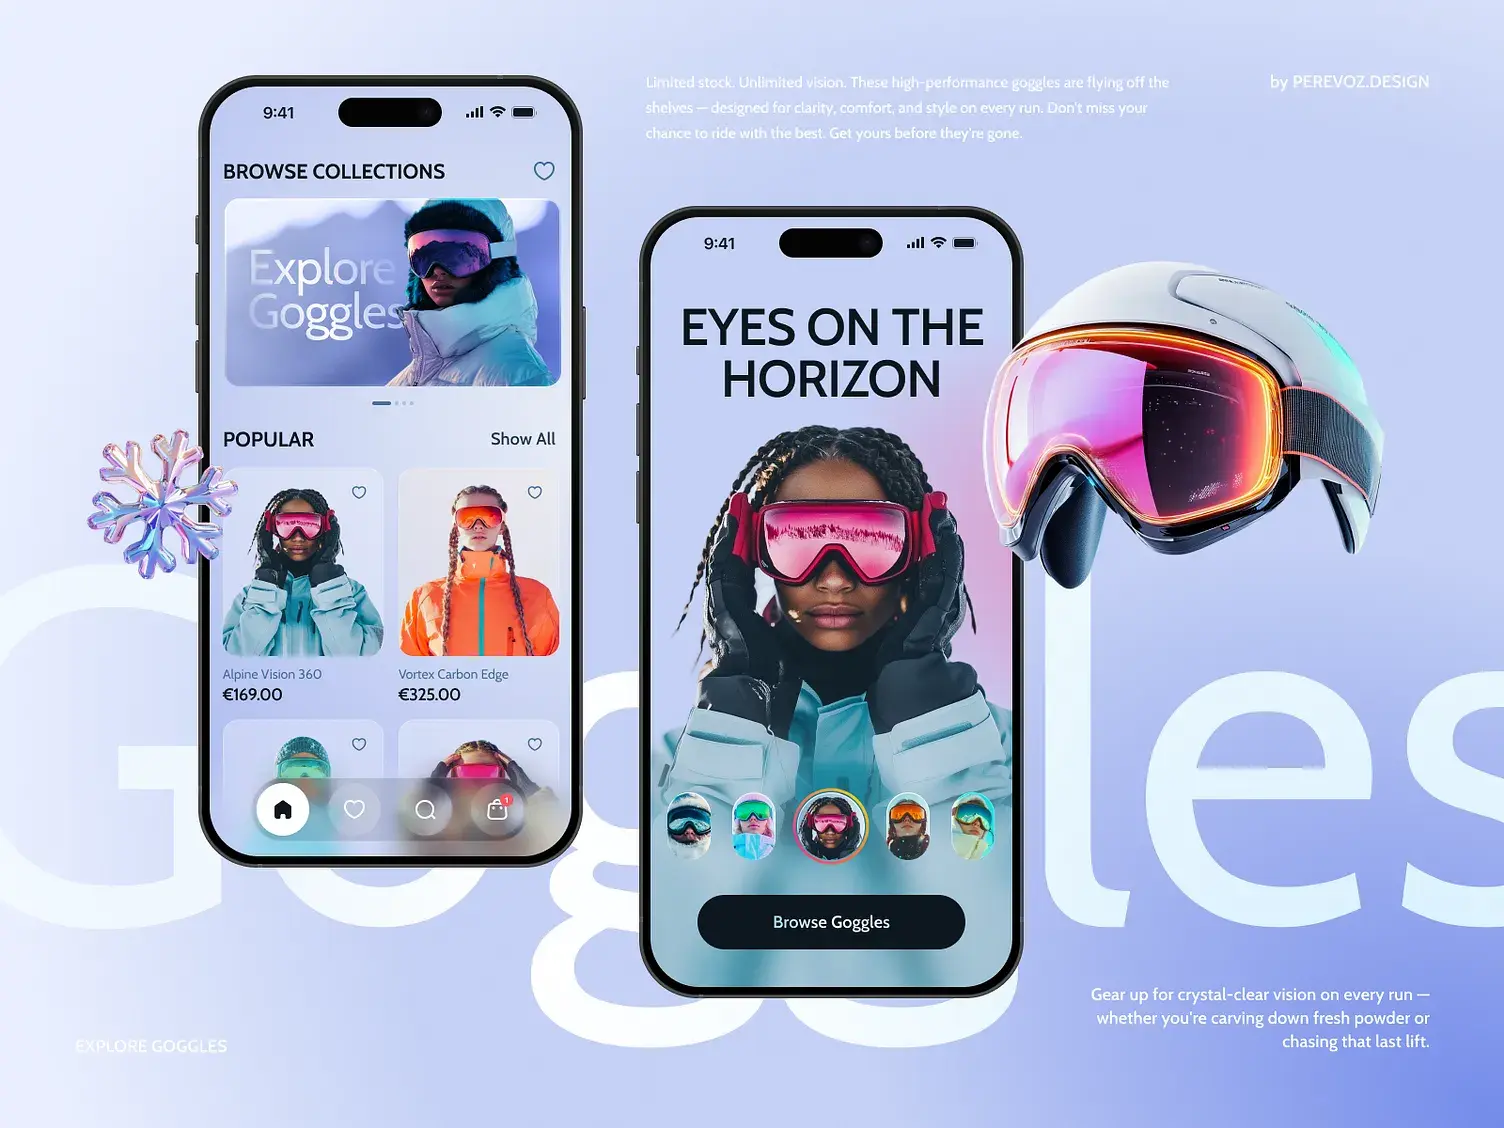 Limited stock. Unlimited vision. These high-performance goggles are flying off the
shelves — designed for clarity, comfort, and style on every run. Don't miss your
chance to ride with the best. Get yours before they're gone.
by PEREVOZ.DESIGN
9:41
BROWSE COLLECTIONS
Explore
Goggles
POPULAR
Show All
Alpine Vision 360
€169.00
Vortex Carbon Edge
€325.00
1
9:41
EYES ON THE
HORIZON
Browse Goggles
Goggles
Gear up for crystal-clear vision on every run —
whether you're carving down fresh powder or
chasing that last lift.
EXPLORE GOGGLES